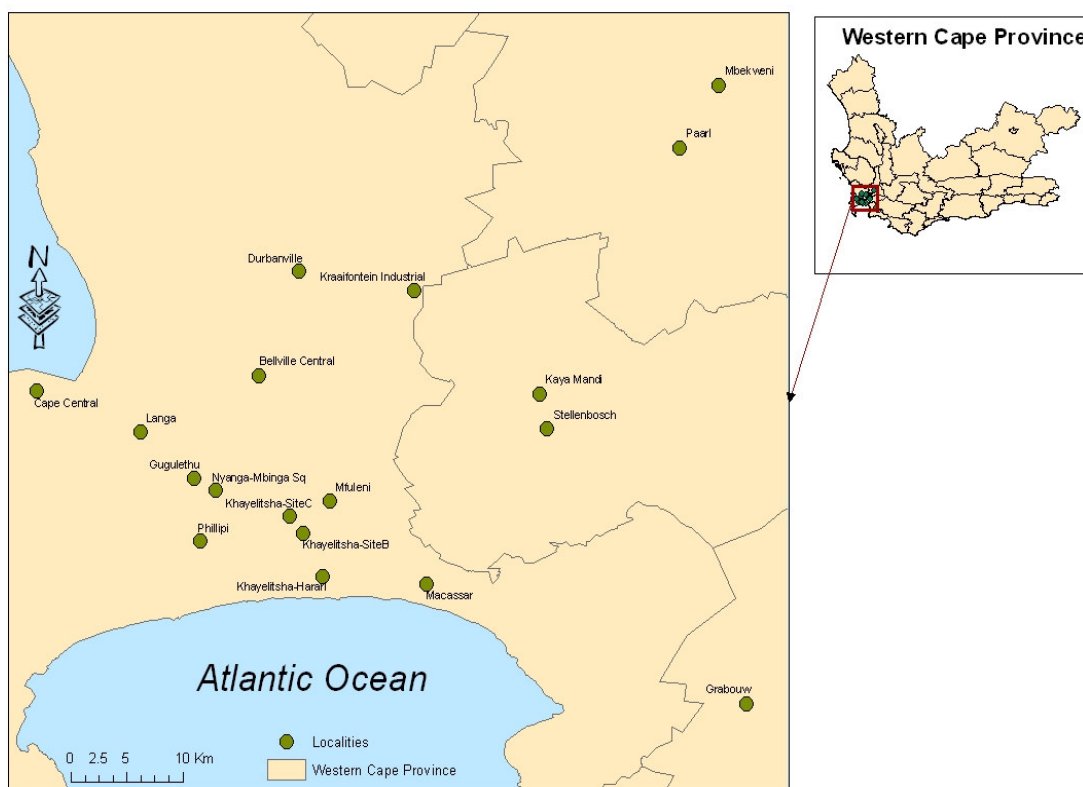 Western Cape Province
Mbekweni
Paarl
Durbanville
Kraaifontein Industrial
N
Bellville Central
Kaya Mandi
Cape Central
Stellenbosch
Langa
Gugulethu
Nyanga-Mbinga Sq
Mfuleni
Khayelitsha-SiteC
Phillipi
Khayelitsha-SiteB
Khayelitsha-Harari
Macassar
Atlantic Ocean
Grabouw
Localities
0 2.5 5 10 Km
Western Cape Province